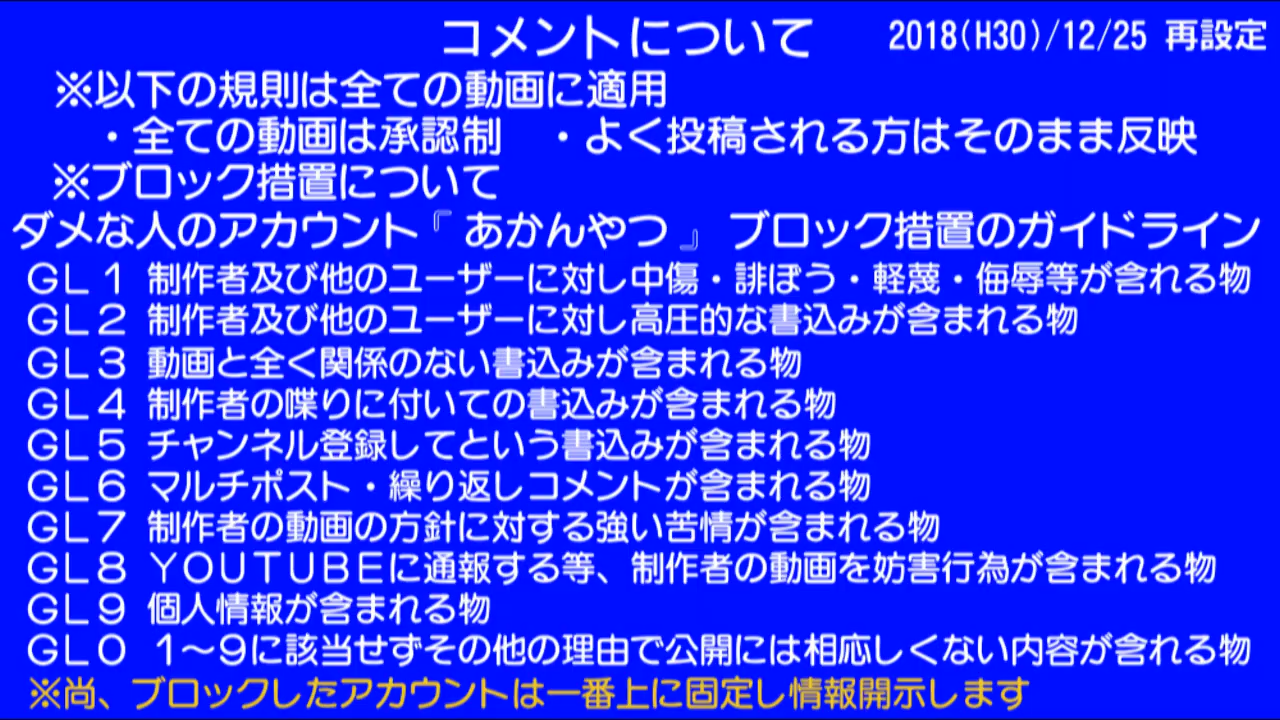 コメントについて 2018(H30)/12/25 再設定
※以下の規則は全ての動画に適用
・全ての動画は承認制 ・よく投稿される方はそのまま反映
※ブロック措置について
ダメな人のアカウント『 あかんやつ 』 ブロック措置のガイドライン
GL1 制作者及び他のユーザーに対し中傷・誹ぼう・軽蔑・侮辱等が含れる物
GL2 制作者及び他のユーザーに対し高圧的な書込みが含まれる物
GL3 動画と全く関係のない書込みが含まれる物
GL4 制作者の喋りに付いての書込みが含まれる物
GL5 チャンネル登録してという書込みが含まれる物
GL6 マルチポスト・繰り返しコメントが含まれる物
GL7 制作者の動画の方針に対する強い苦情が含まれる物
GL8 YOUTUBEに通報する等、制作者の動画を妨害行為が含まれる物
GL9 個人情報が含まれる物
GL0 1～9に該当せずその他の理由で公開には相応しくない内容が含れる物
※尚、ブロックしたアカウントは一番上に固定し情報開示します